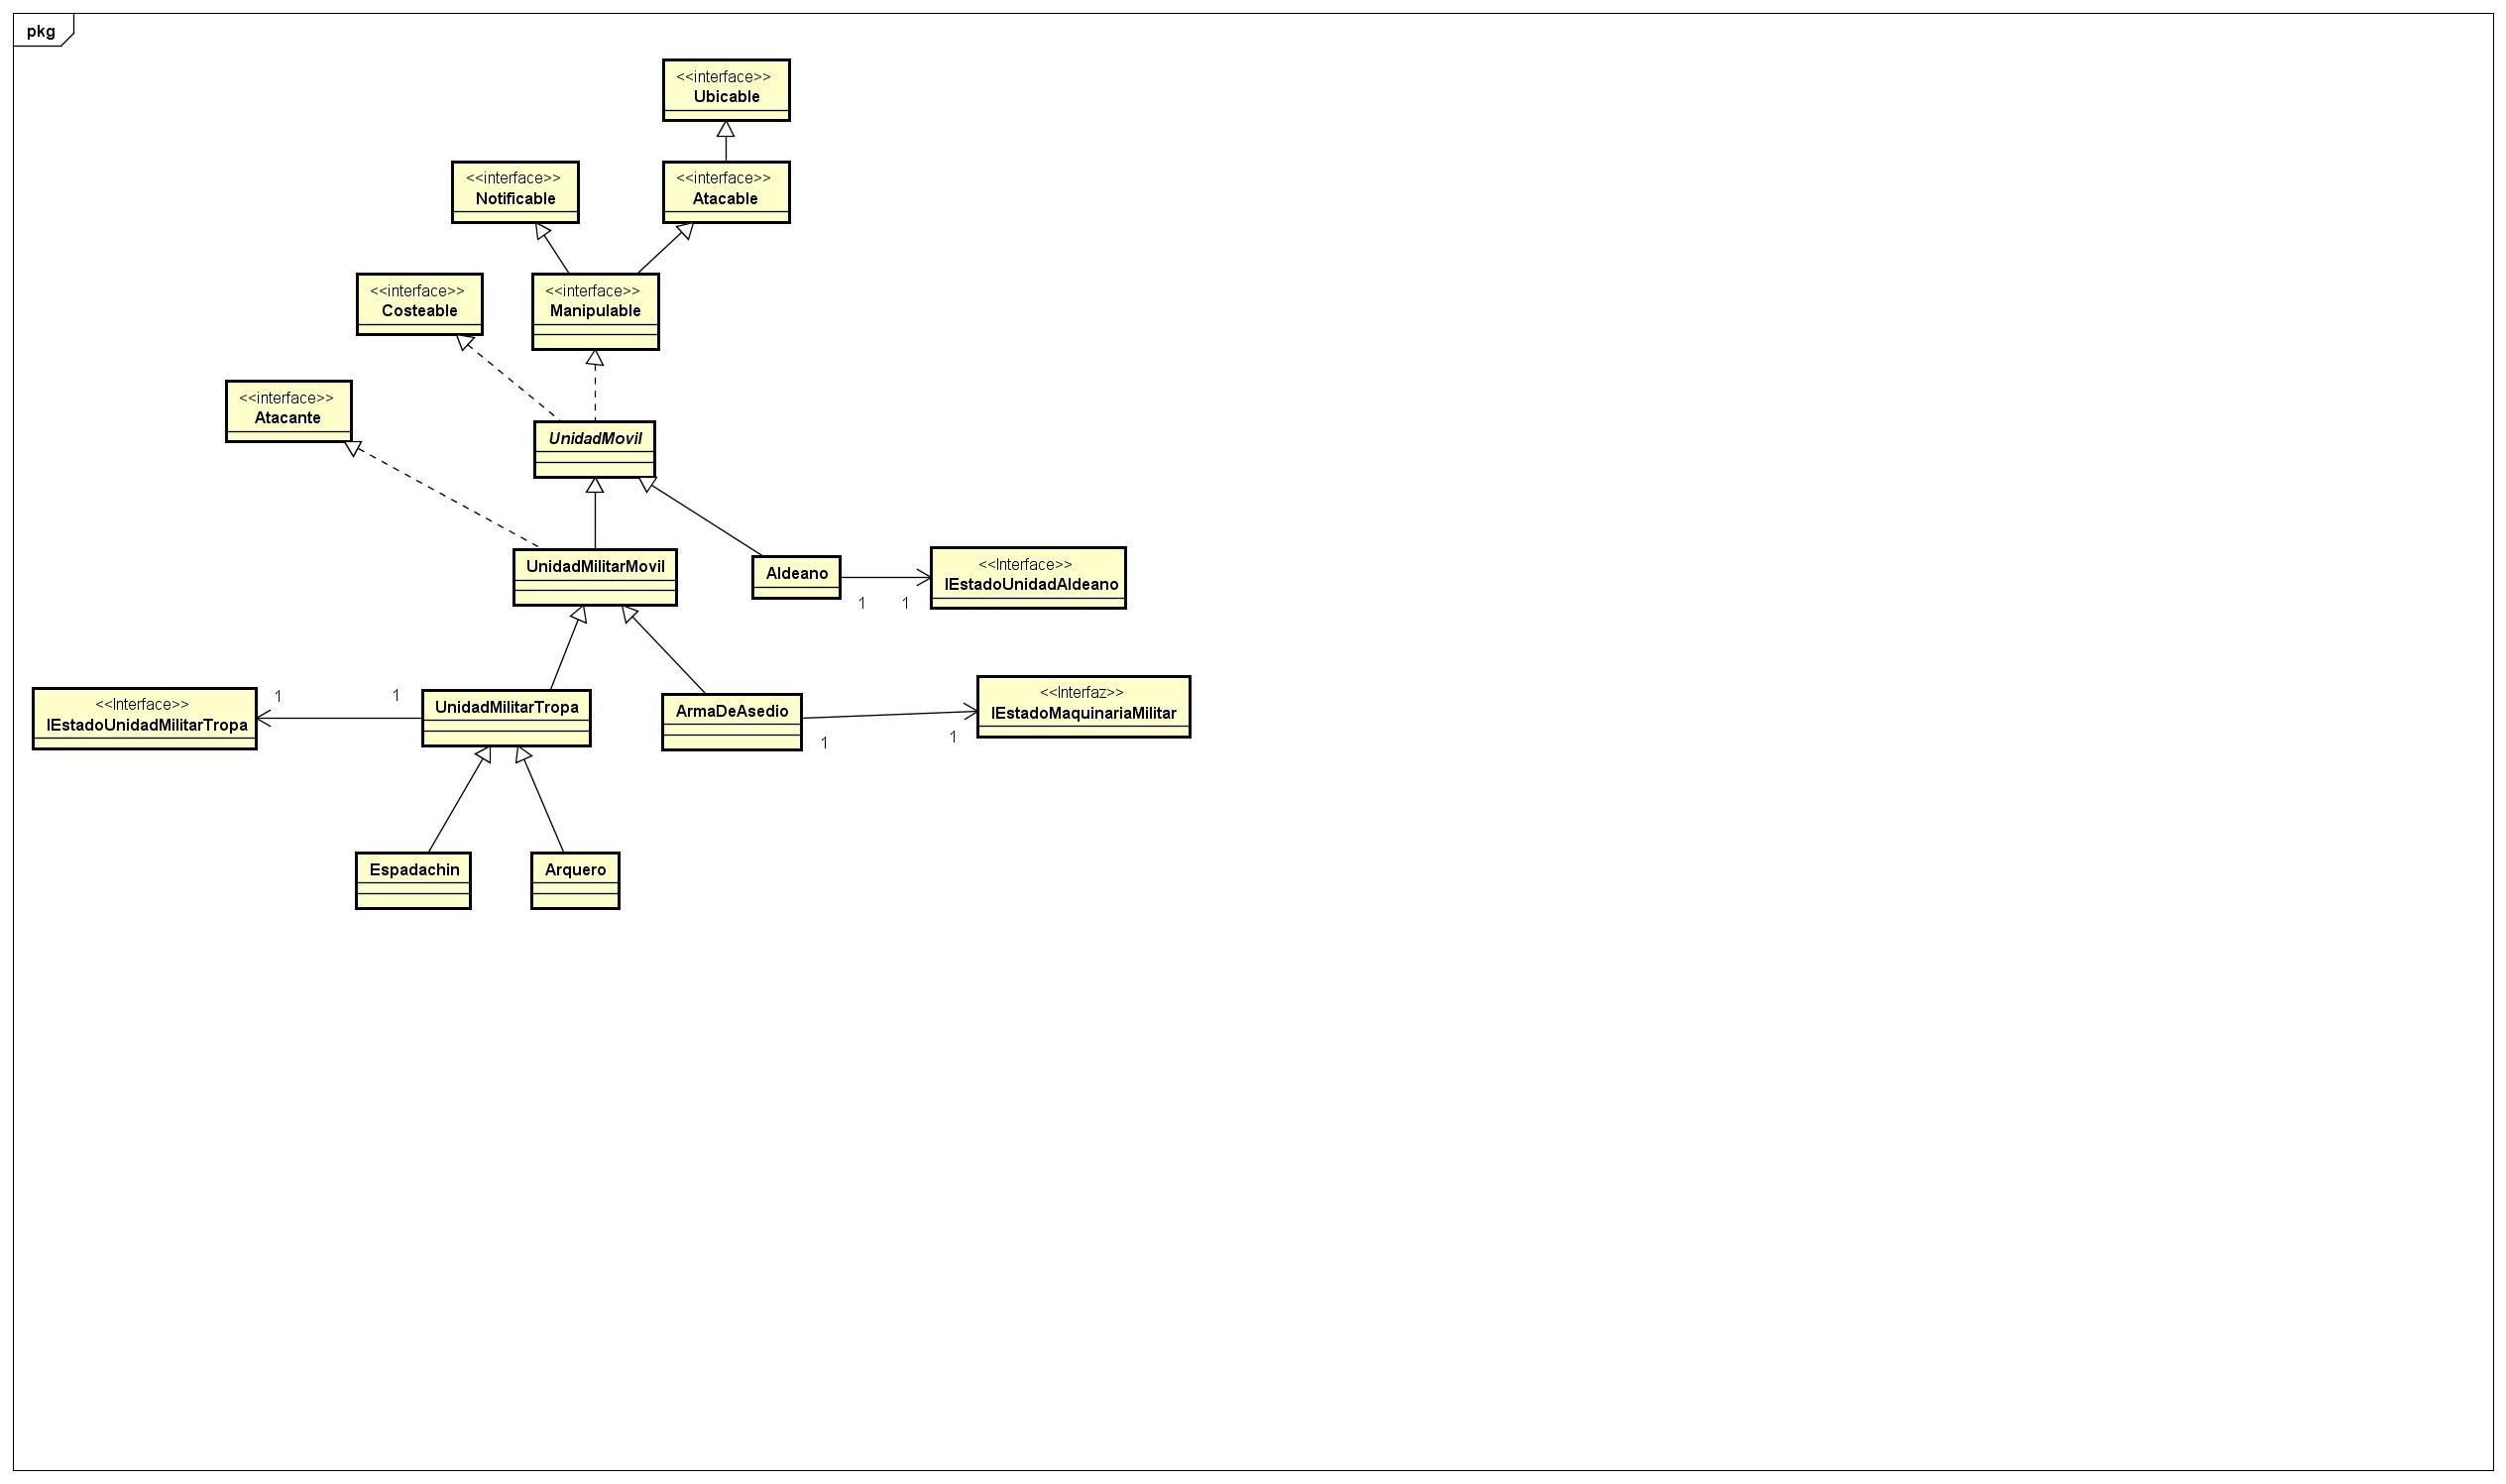 pkg
<<interface>>
Ubicable
<<interface>>
Notificable
<<interface>>
Atacable
<<interface>>
Costeable
<<interface>>
Manipulable
<<interface>>
Atacante
UnidadMovil
UnidadMilitarMovil
Aldeano
<<Interface>>
IEstadoUnidadAldeano
1
1
<<Interface>>
IEstadoUnidadMilitarTropa
1
1
UnidadMilitarTropa
ArmaDeAsedio
<<Interfaz>>
IEstadoMaquinariaMilitar
1
1
Espadachin
Arquero